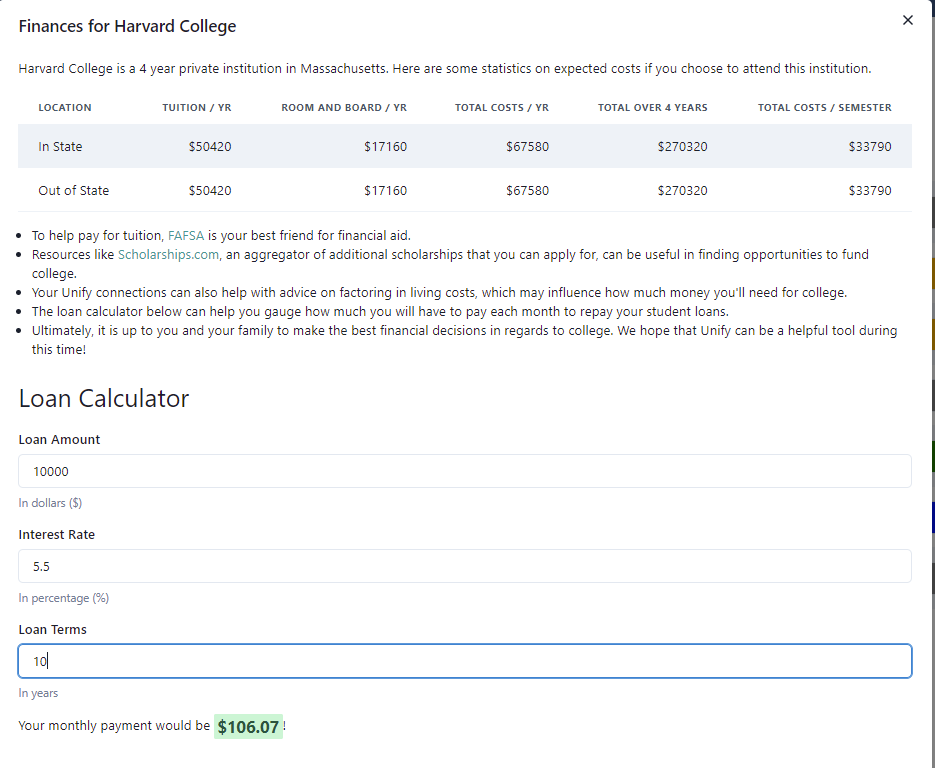 Finances for Harvard College
Harvard College is a 4 year private institution in Massachusetts. Here are some statistics on expected costs if you choose to attend this institution.
LOCATION TUITION / YR ROOM AND BOARD / YR TOTAL COSTS / YR TOTAL OVER 4 YEARS TOTAL COSTS / SEMESTER
In State $50420 $17160 $67580 $270320 $33790
Out of State $50420 $17160 $67580 $270320 $33790
• To help pay for tuition, FAFSA is your best friend for financial aid.
• Resources like Scholarships.com, an aggregator of additional scholarships that you can apply for, can be useful in finding opportunities to fund
college.
• Your Unify connections can also help with advice on factoring in living costs, which may influence how much money you'll need for college.
• The loan calculator below can help you gauge how much you will have to pay each month to repay your student loans.
• Ultimately, it is up to you and your family to make the best financial decisions in regards to college. We hope that Unify can be a helpful tool during
this time!
Loan Calculator
Loan Amount
10000
In dollars ($)
Interest Rate
5.5
In percentage (%)
Loan Terms
10
In years
Your monthly payment would be $106.07!